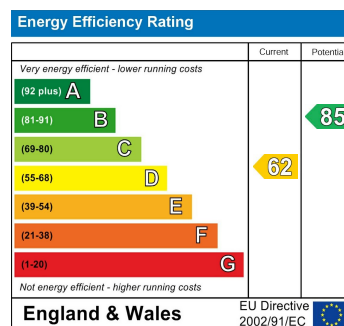 Energy Efficiency Rating
Current Potential
Very energy efficient - lower running costs
(92 plus) A
(81-91) B
85
(69-80) C
(55-68) D
62
(39-54) E
(21-38) F
(1-20) G
Not energy efficient - higher running costs
England & Wales
EU Directive
2002/91/EC